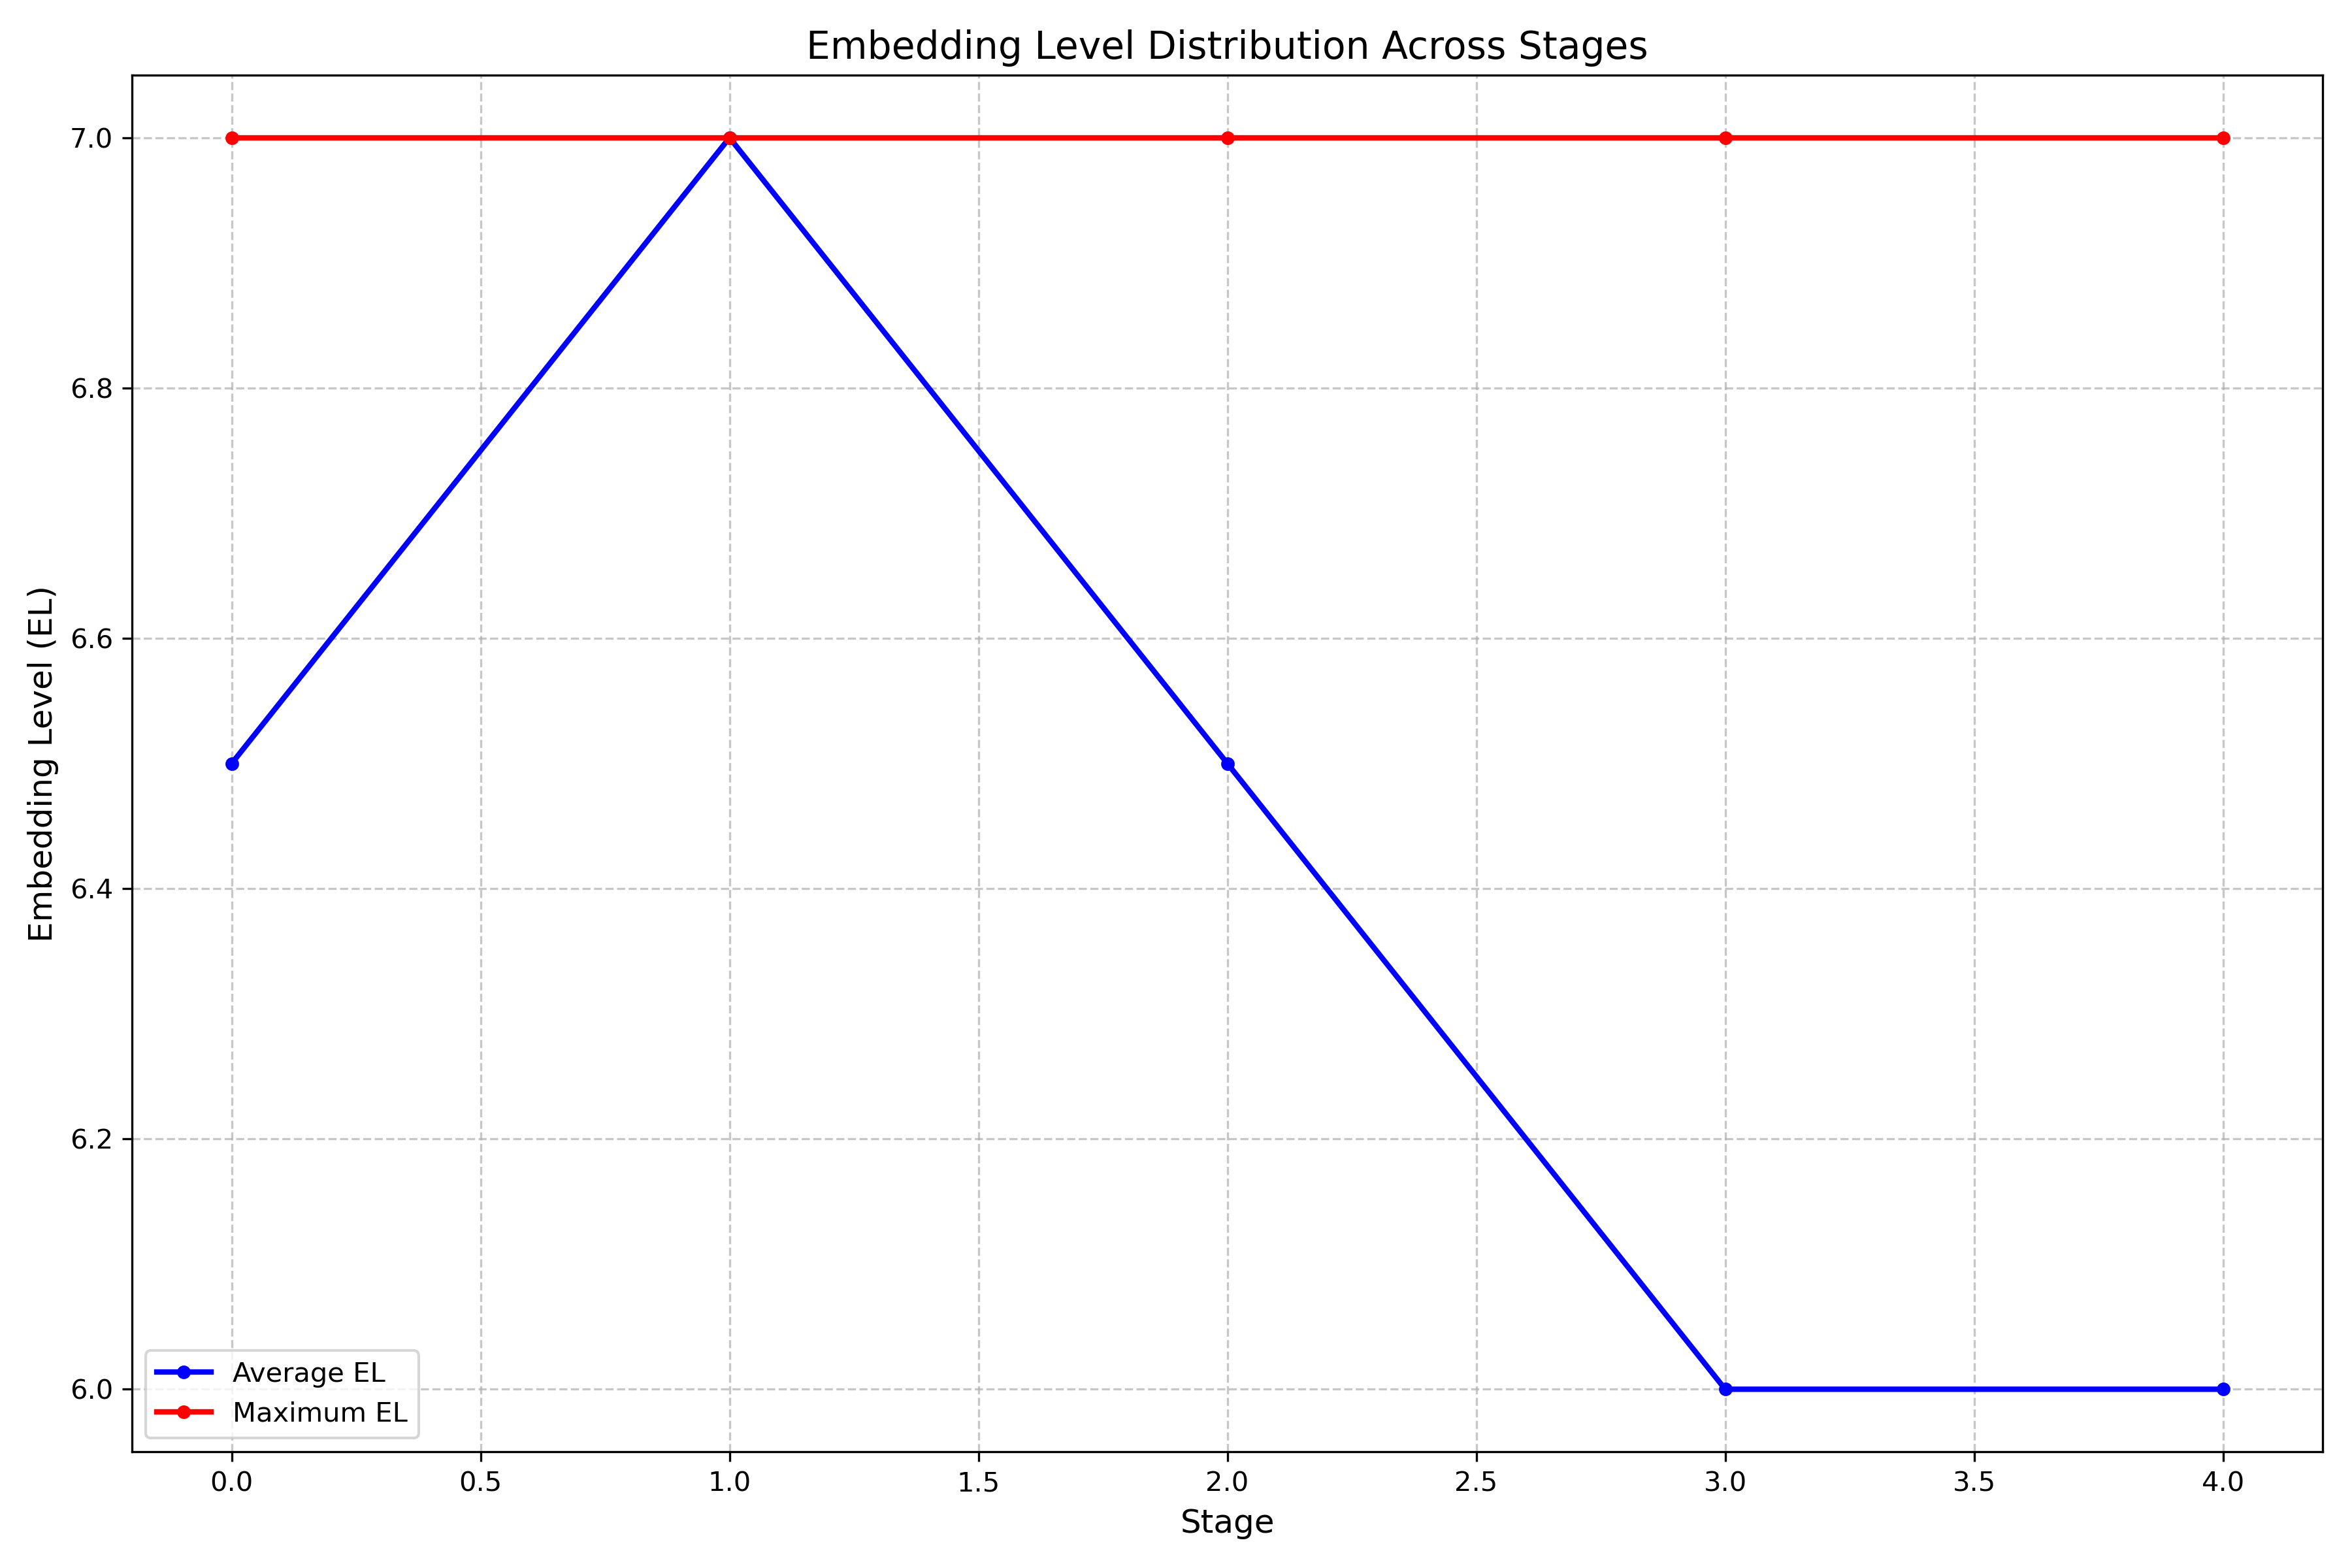 Embedding Level Distribution Across Stages
Embedding Level (EL)
7.0
6.8
6.6
6.4
6.2
6.0
Average EL
Maximum EL
0.0 0.5 1.0 1.5 2.0 2.5 3.0 3.5 4.0
Stage